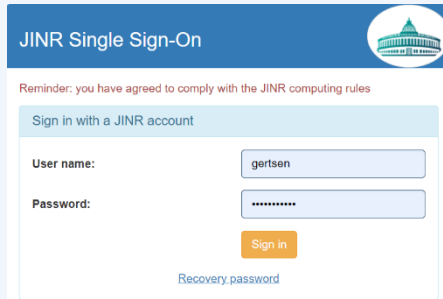 JINR Single Sign-On
Reminder: you have agreed to comply with the JINR computing rules
Sign in with a JINR account
User name:
gertsen
Password:
•••••••••••
Sign in
Recovery password